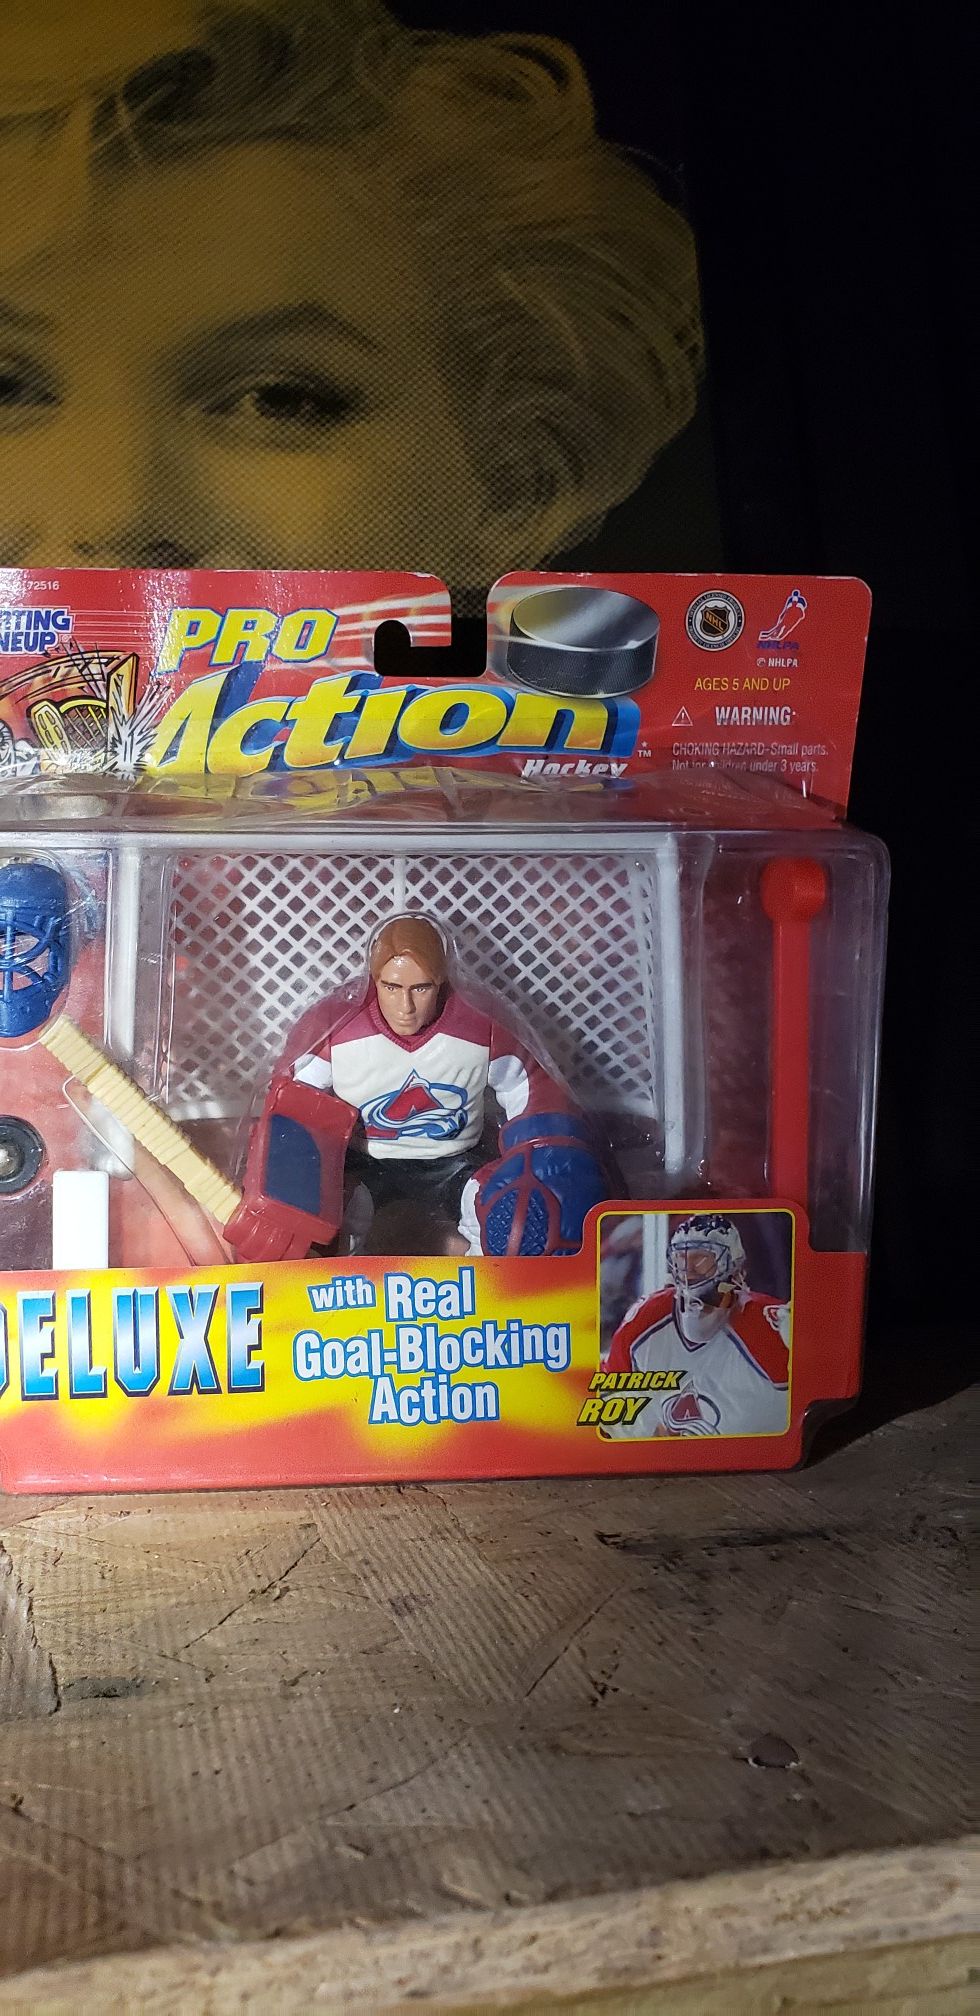 72516
RTING
NEUP
PRO
Action
Hockey
TM
NHL
NHLPA
© NHLPA
AGES 5 AND UP
WARNING:
CHOKING HAZARD-Small parts.
Not for children under 3 years.
DELUXE
with Real
Goal-Blocking
Action
PATRICK
ROY